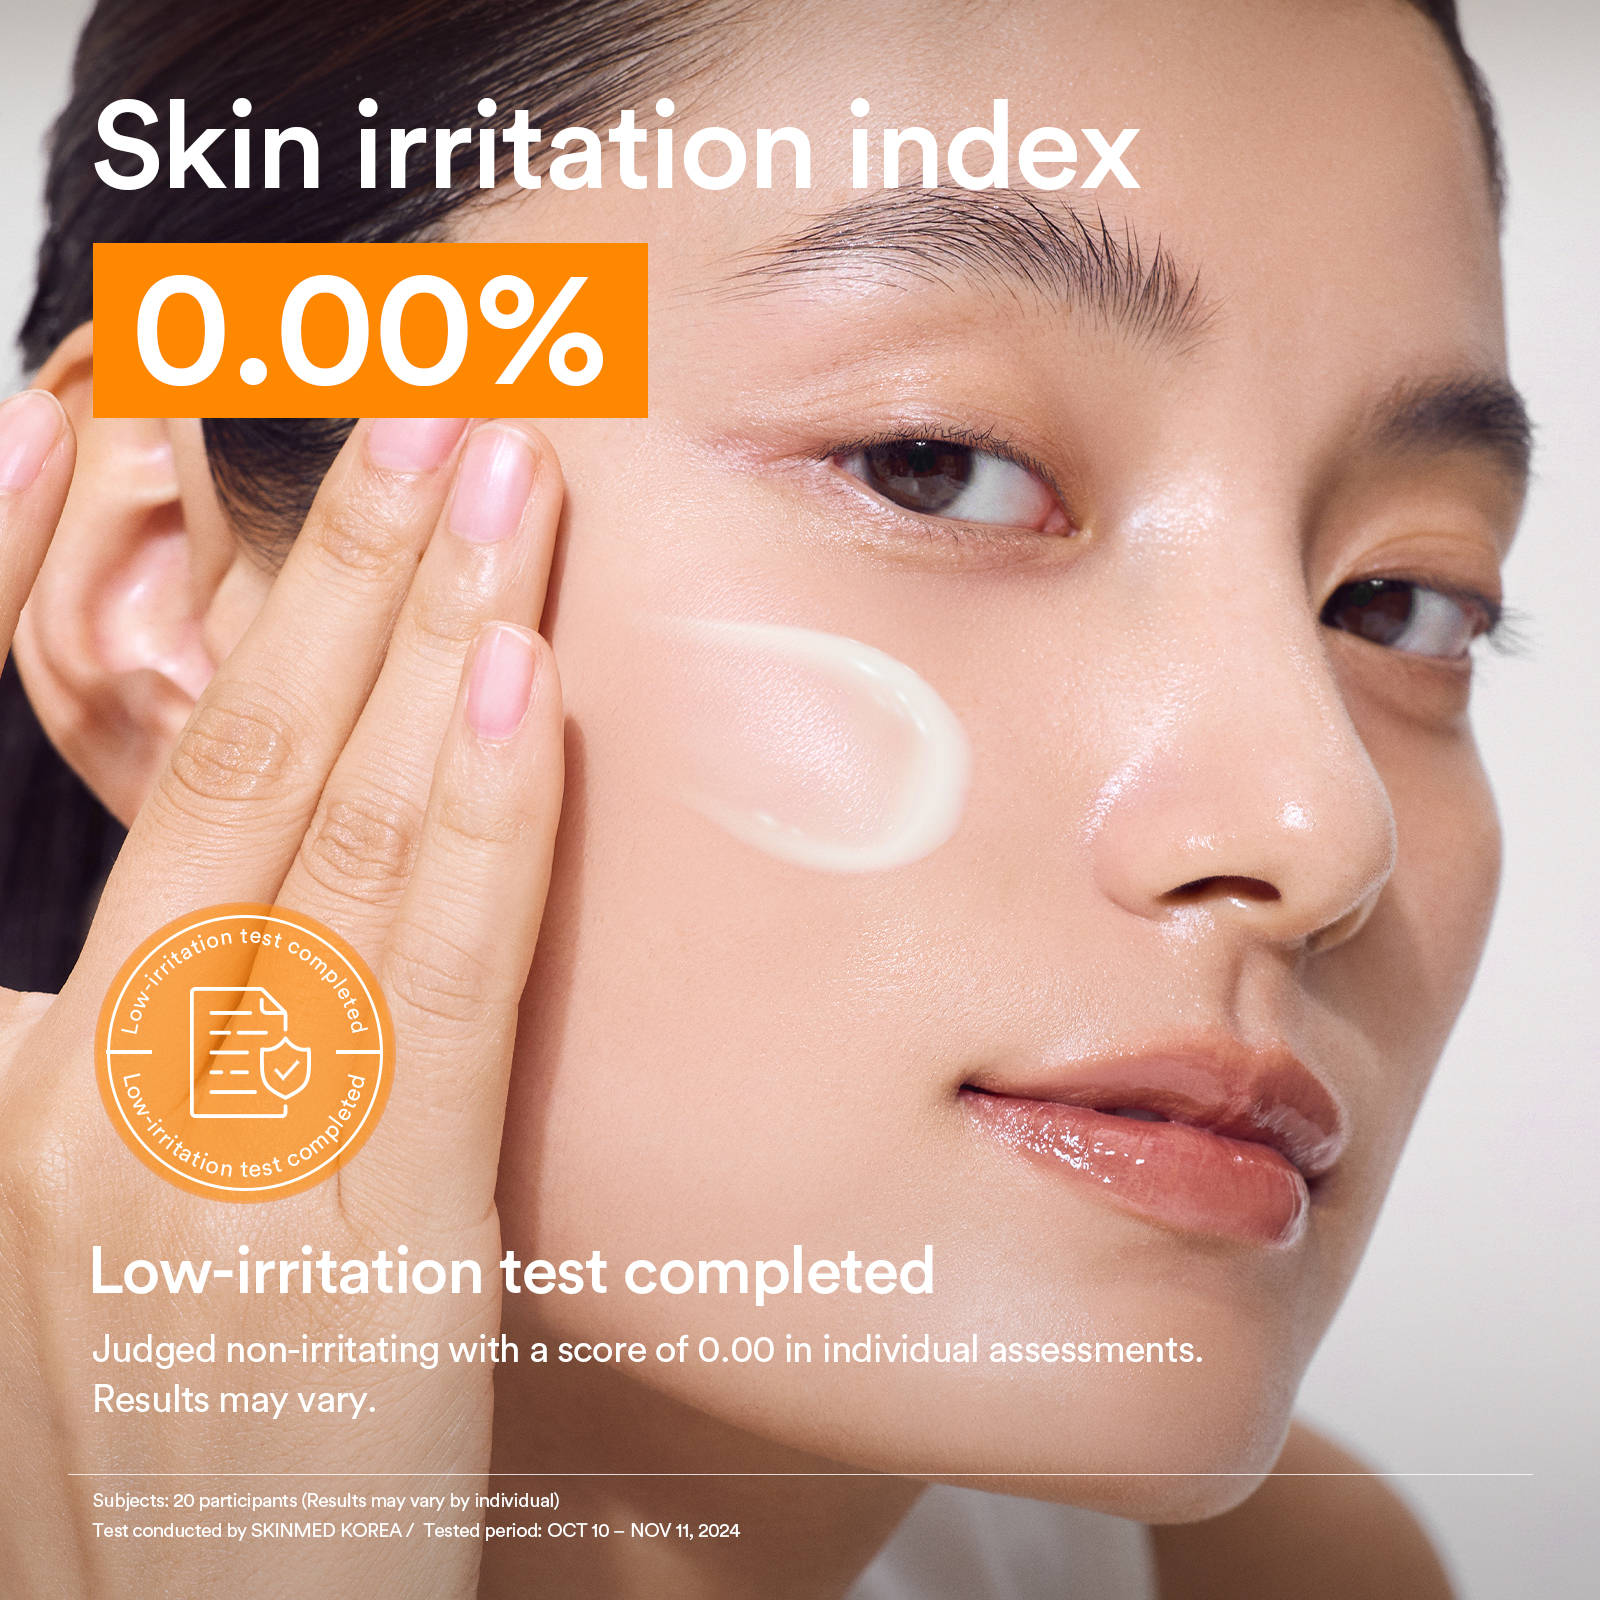 Skin irritation index
0.00%
Low-irritation test completed
Low-irritation test completed
Low-irritation test completed
Judged non-irritating with a score of 0.00 in individual assessments.
Results may vary.
Subjects: 20 participants (Results may vary by individual)
Test conducted by SKINMED KOREA / Tested period: OCT 10 – NOV 11, 2024